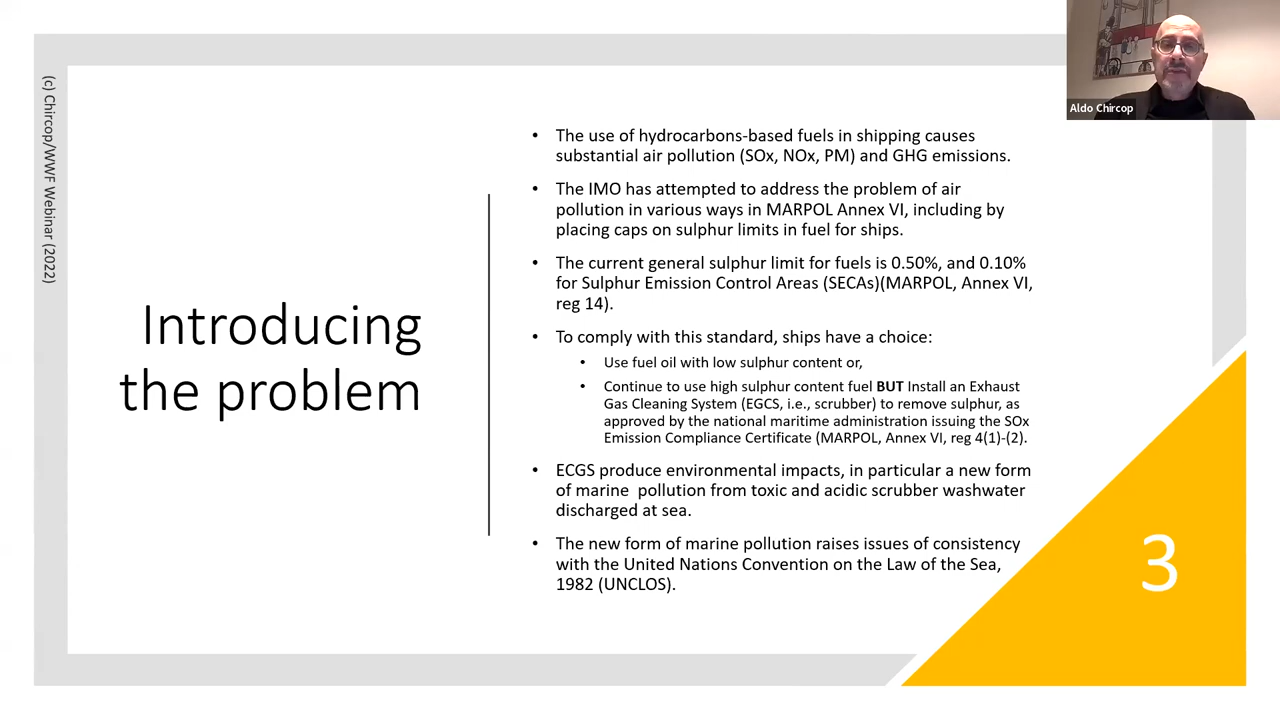 (c) Chircop/WWF Webinar (2022)
Introducing
the problem
• The use of hydrocarbons-based fuels in shipping causes
substantial air pollution (SOx, NOx, PM) and GHG emissions.
• The IMO has attempted to address the problem of air
pollution in various ways in MARPOL Annex VI, including by
placing caps on sulphur limits in fuel for ships.
• The current general sulphur limit for fuels is 0.50%, and 0.10%
for Sulphur Emission Control Areas (SECAs)(MARPOL, Annex VI,
reg 14).
• To comply with this standard, ships have a choice:
• Use fuel oil with low sulphur content or,
• Continue to use high sulphur content fuel BUT Install an Exhaust
Gas Cleaning System (EGCS, i.e., scrubber) to remove sulphur, as
approved by the national maritime administration issuing the SOx
Emission Compliance Certificate (MARPOL, Annex VI, reg 4(1)-(2).
• ECGS produce environmental impacts, in particular a new form
of marine  pollution from toxic and acidic scrubber washwater
discharged at sea.
• The new form of marine pollution raises issues of consistency
with the United Nations Convention on the Law of the Sea,
1982 (UNCLOS).
3
Aldo Chircop